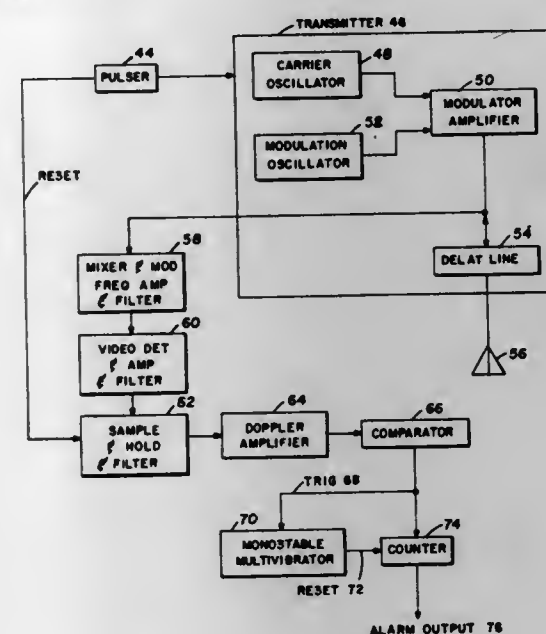 TRANSMITTER 46
44
PULSER
48
CARRIER
OSCILLATOR
50
MODULATOR
AMPLIFIER
52
MODULATION
OSCILLATOR
RESET
58
MIXER & MOD
FREQ AMP
& FILTER
54
DELAT LINE
56
60
VIDEO DET
& AMP
& FILTER
62
SAMPLE
& HOLD
& FILTER
64
DOPPLER
AMPLIFIER
66
COMPARATOR
TRIG 68
70
MONOSTABLE
MULTIVIBRATOR
74
COUNTER
RESET 72
ALARM OUTPUT 76